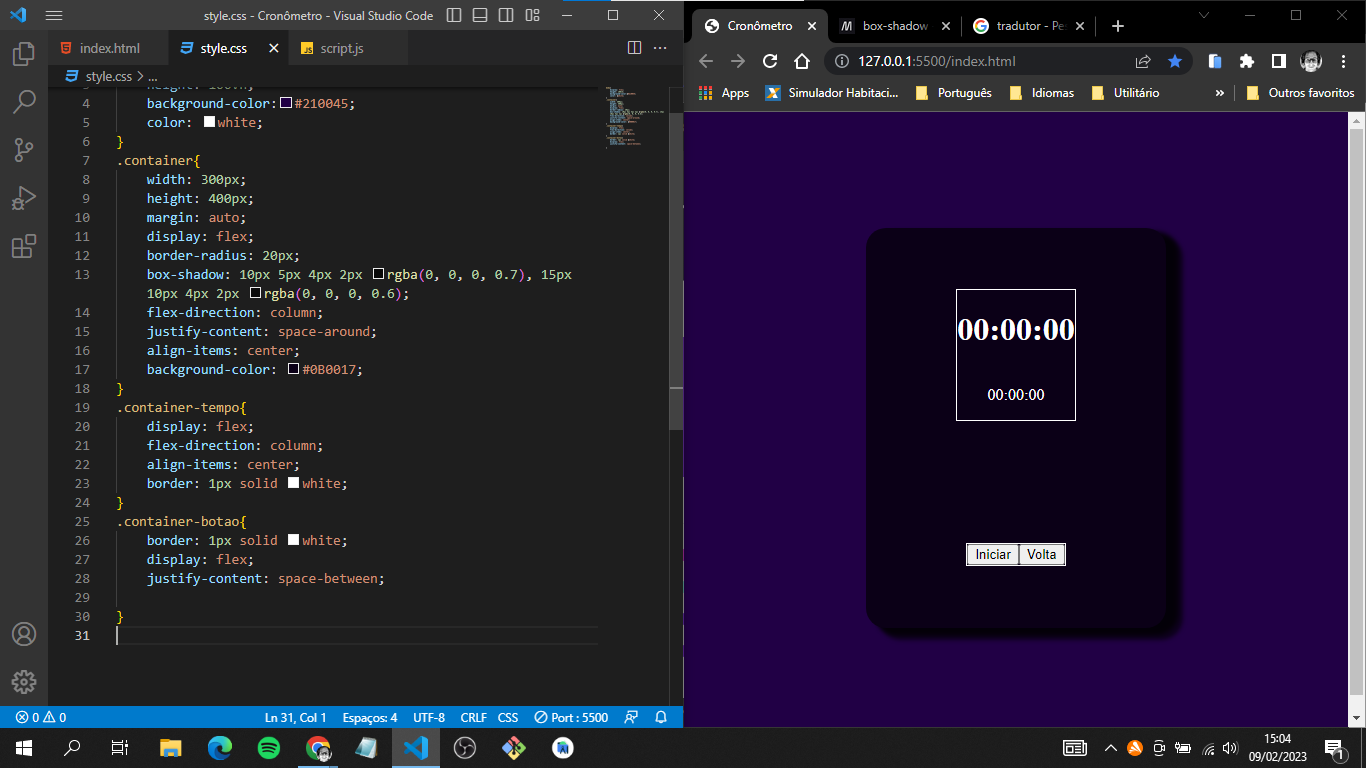 style.css - Cronômetro - Visual Studio Code
index.html
style.css
script.js
style.css > ...
3 height: 100vh;
4 background-color: #210045;
5 color: white;
6 }
7 .container{
8 width: 300px;
9 height: 400px;
10 margin: auto;
11 display: flex;
12 border-radius: 20px;
13 box-shadow: 10px 5px 4px 2px rgba(0, 0, 0, 0.7), 15px
10px 4px 2px rgba(0, 0, 0, 0.6);
14 flex-direction: column;
15 justify-content: space-around;
16 align-items: center;
17 background-color: #0B0017;
18 }
19 .container-tempo{
20 display: flex;
21 flex-direction: column;
22 align-items: center;
23 border: 1px solid white;
24 }
25 .container-botao{
26 border: 1px solid white;
27 display: flex;
28 justify-content: space-between;
29
30 }
31
0 0
Ln 31, Col 1
Espaços: 4
UTF-8
CRLF
CSS
Port : 5500
Cronômetro
box-shadow
tradutor - Pe
127.0.0.1:5500/index.html
Apps
Simulador Habitaci...
Português
Idiomas
Utilitário
»
Outros favoritos
00:00:00
00:00:00
Iniciar
Volta
15:04
09/02/2023
1